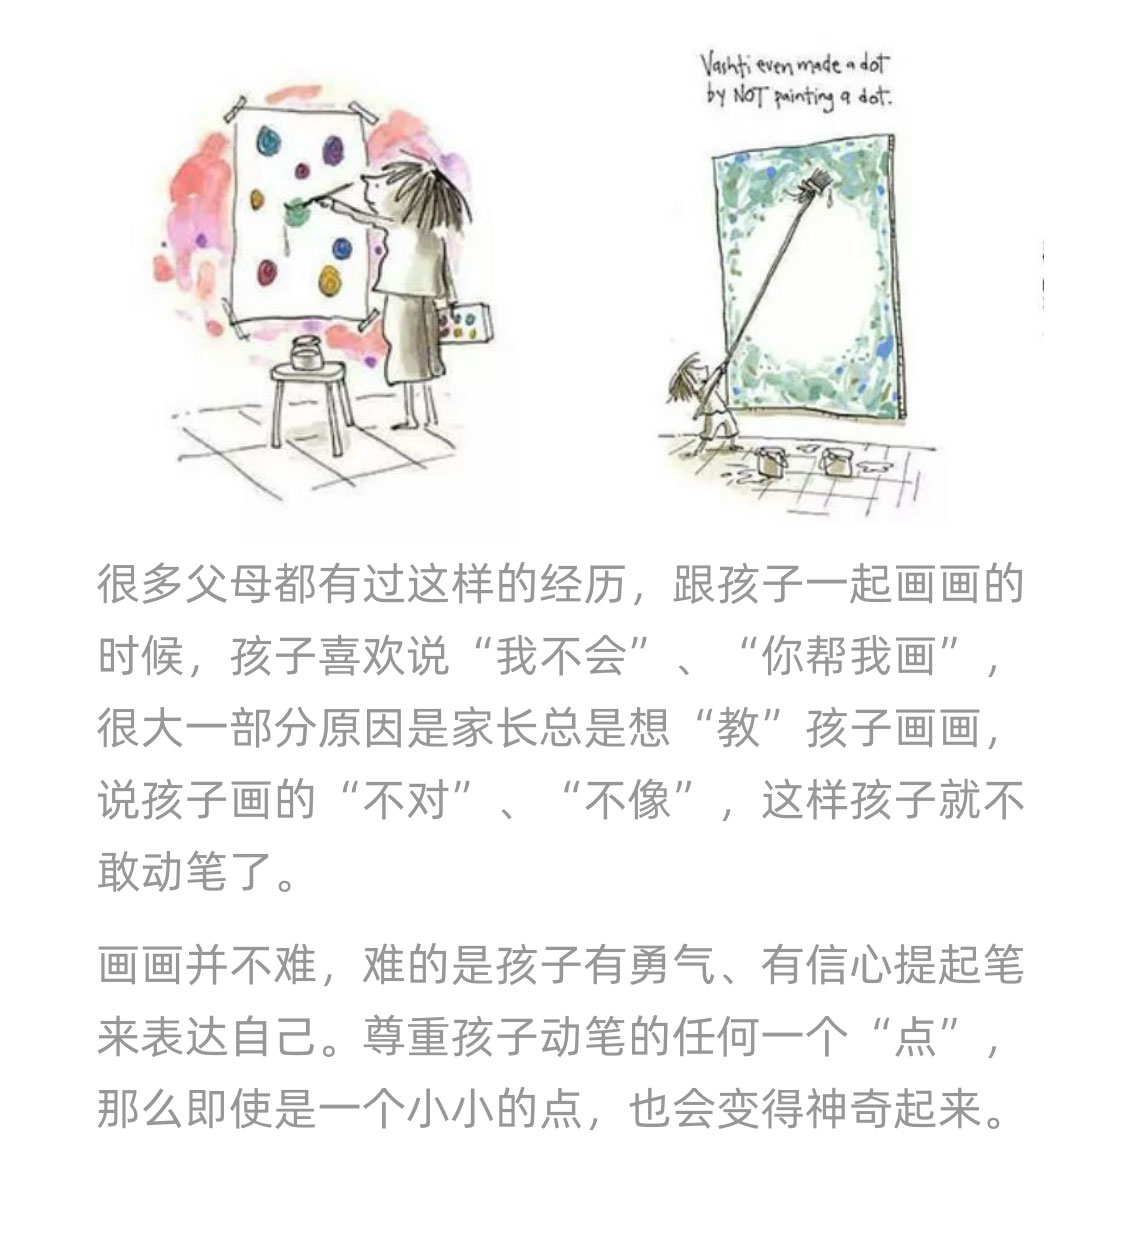 Vashti even made a dot
by NOT painting a dot.
很多父母都有过这样的经历，跟孩子一起画画的
时候，孩子喜欢说“我不会”、“你帮我画”，
很大一部分原因是家长总是想“教”孩子画画，
说孩子画的“不对”、“不像”，这样孩子就不
敢动笔了。
画画并不难，难的是孩子有勇气、有信心提起笔
来表达自己。尊重孩子动笔的任何一个“点”，
那么即使是一个小小的点，也会变得神奇起来。